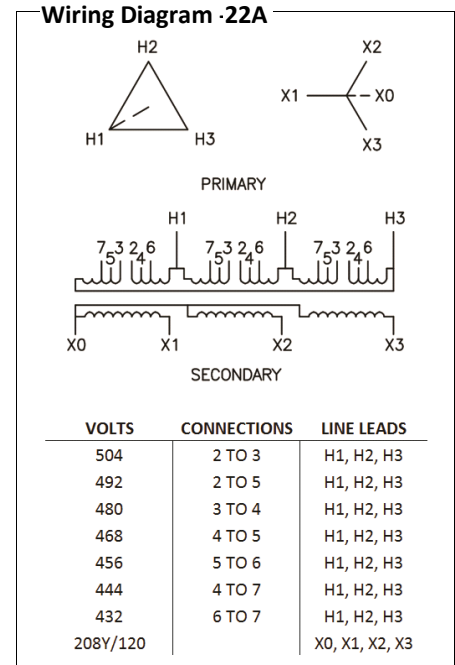 Wiring Diagram -22A
H2 X2
X1 X0
H1 H3 X3
PRIMARY
H1 H2 H3
7 5 3 2 4 6 7 5 3 2 4 6 7 5 3 2 4 6
X0 X1 X2 X3
SECONDARY
VOLTS CONNECTIONS LINE LEADS
504 2 TO 3 H1, H2, H3
492 2 TO 5 H1, H2, H3
480 3 TO 4 H1, H2, H3
468 4 TO 5 H1, H2, H3
456 5 TO 6 H1, H2, H3
444 4 TO 7 H1, H2, H3
432 6 TO 7 H1, H2, H3
208Y/120 X0, X1, X2, X3